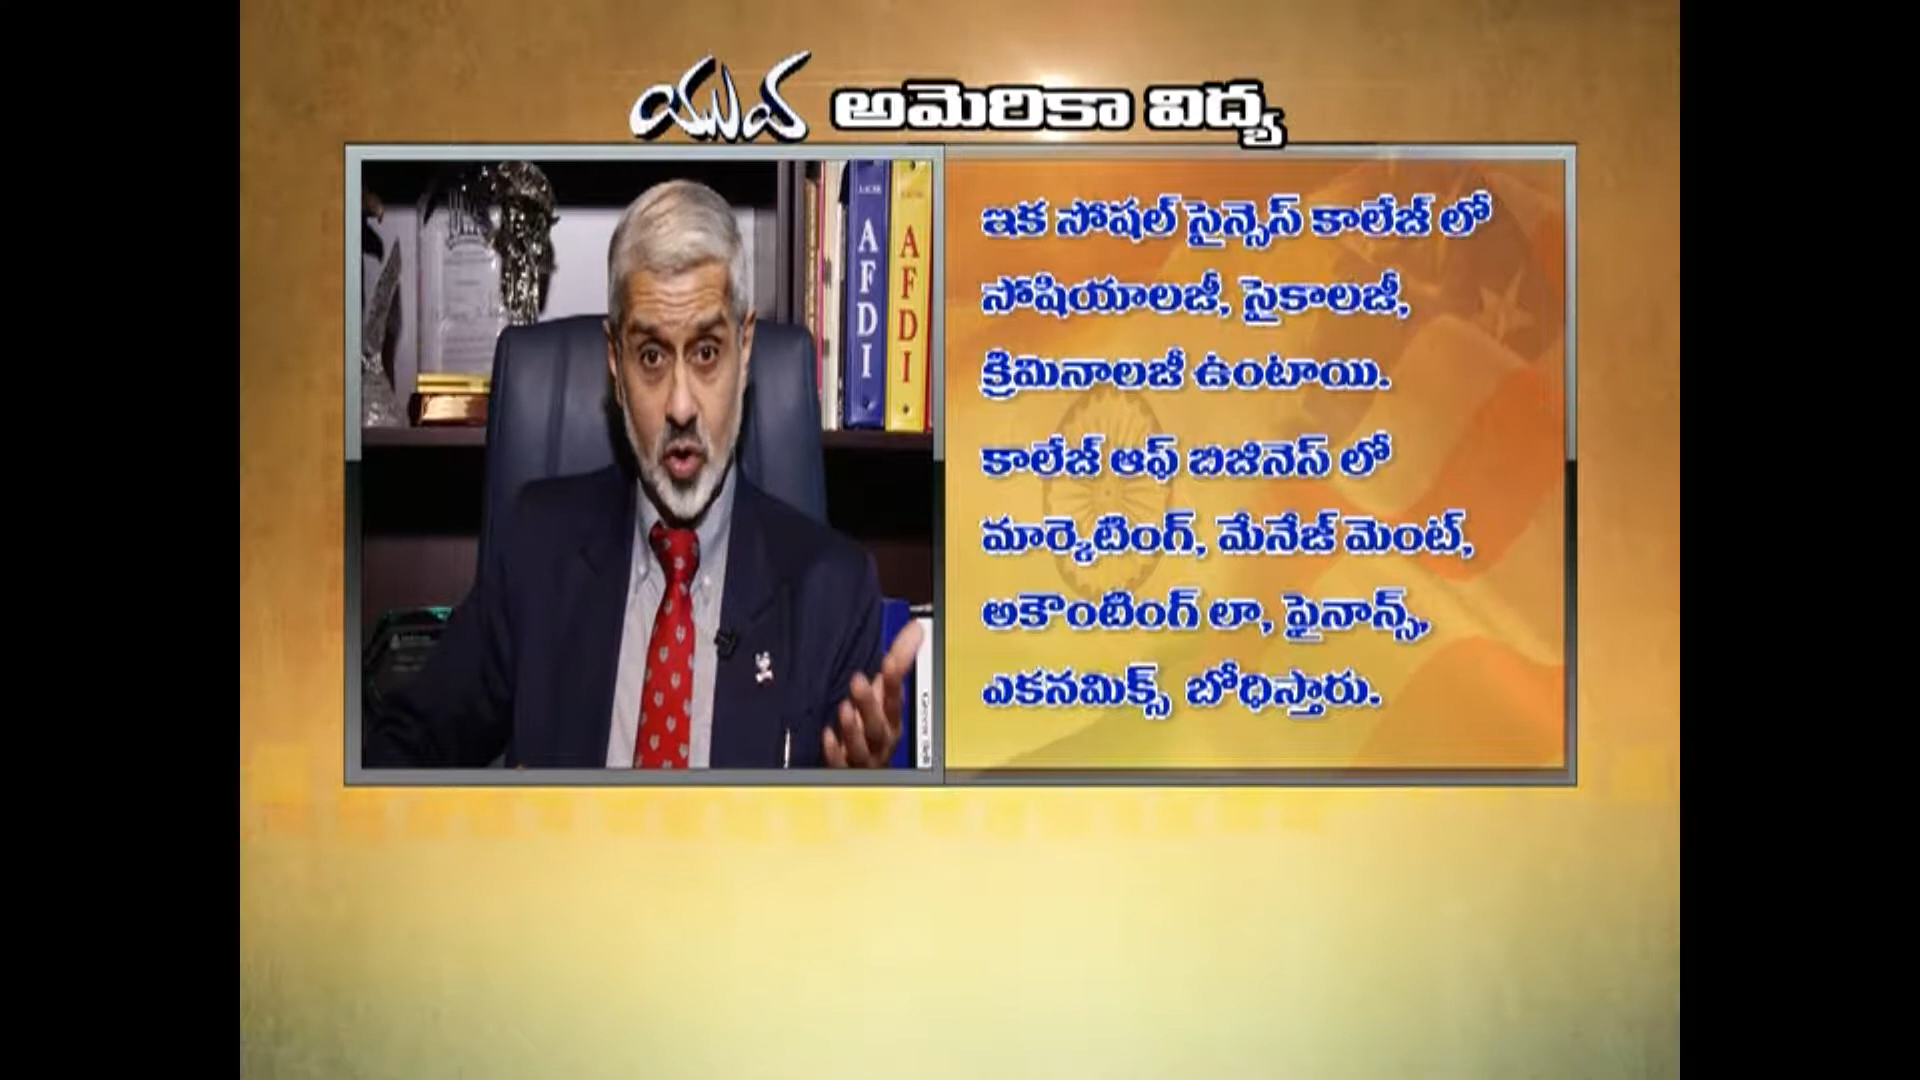 యువ అమెరికా విద్య
AFDI
AFDI
ఇక సోషల్ సైన్సెస్ కాలేజ్ లో
సోషియాలజీ, సైకాలజీ,
క్రిమినాలజీ ఉంటాయి.
కాలేజ్ ఆఫ్ బిజినెస్ లో
మార్కెటింగ్, మేనేజ్ మెంట్,
అకౌంటింగ్ లా, ఫైనాన్స్,
ఎకనమిక్స్ బోధిస్తారు.